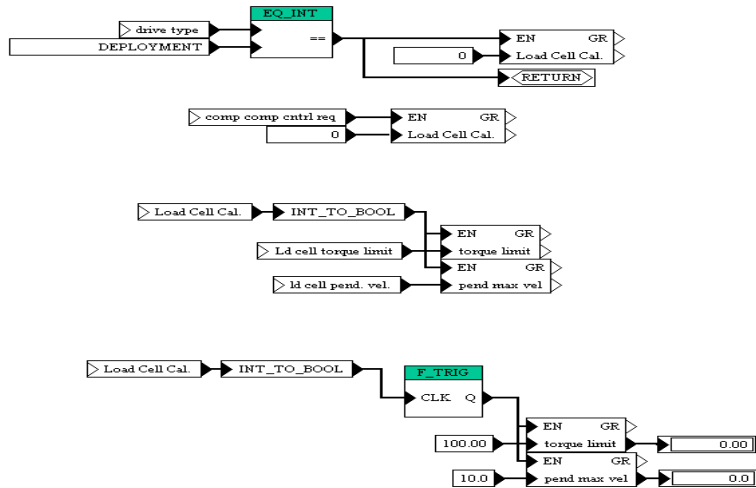 EQ_INT
drive type
DEPLOYMENT
==
EN GR
0 Load Cell Cal.
RETURN
comp comp cntrl req EN GR
0 Load Cell Cal.
Load Cell Cal. INT_TO_BOOL
EN GR
Ld cell torque limit torque limit
EN GR
ld cell pend. vel. pend max vel
Load Cell Cal. INT_TO_BOOL F_TRIG
CLK Q
EN GR
100.00 torque limit 0.00
EN GR
10.0 pend max vel 0.0